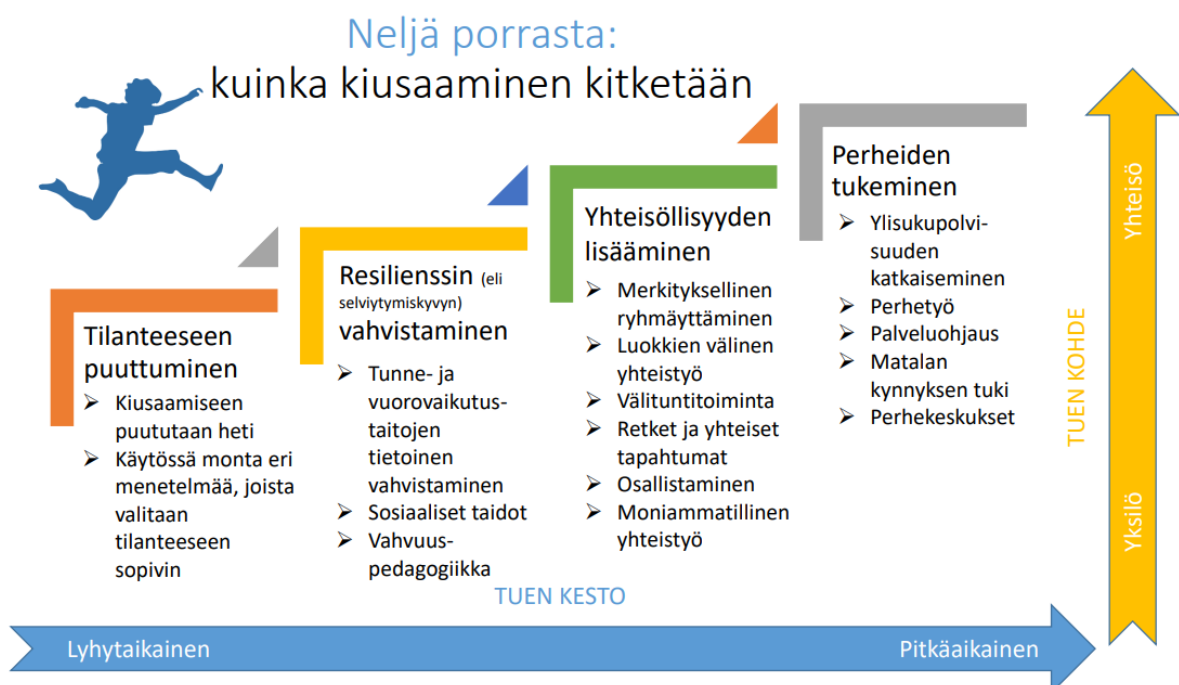 Neljä porrasta:
kuinka kiusaaminen kitketään
Tilanteeseen
puuttuminen
➢ Kiusaamiseen
puututaan heti
➢ Käytössä monta eri
menetelmää, joista
valitaan
tilanteeseen
sopivin
Resilienssin (eli
selviytymiskyvyn)
vahvistaminen
➢ Tunne- ja
vuorovaikutus-
taitojen
tietoinen
vahvistaminen
➢ Sosiaaliset taidot
➢ Vahvuus-
pedagogiikka
Yhteisöllisyyden
lisääminen
➢ Merkityksellinen
ryhmäyttäminen
➢ Luokkien välinen
yhteistyö
➢ Välituntitoiminta
➢ Retket ja yhteiset
tapahtumat
➢ Osallistaminen
➢ Moniammatillinen
yhteistyö
Perheiden
tukeminen
➢ Ylisukupolvi-
suuden
katkaiseminen
➢ Perhetyö
➢ Palveluohjaus
➢ Matalan
kynnyksen tuki
➢ Perhekeskukset
TUEN KOHDE
Yhteisö
Yksilö
TUEN KESTO
Lyhytaikainen
Pitkäaikainen